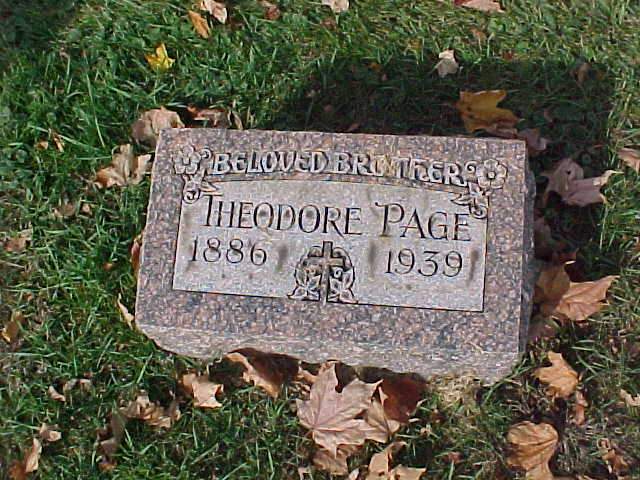 BELOVED BROTHER
THEODORE PAGE
1886 1939